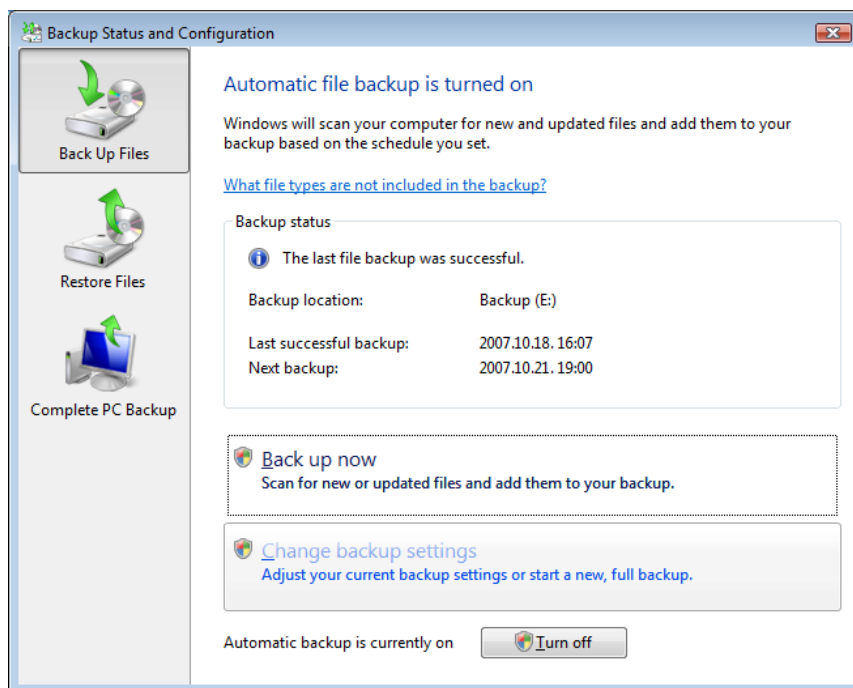 Backup Status and Configuration
Back Up Files
Restore Files
Complete PC Backup
Automatic file backup is turned on
Windows will scan your computer for new and updated files and add them to your
backup based on the schedule you set.
What file types are not included in the backup?
Backup status
The last file backup was successful.
Backup location: Backup (E:)
Last successful backup: 2007.10.18. 16:07
Next backup: 2007.10.21. 19:00
Back up now
Scan for new or updated files and add them to your backup.
Change backup settings
Adjust your current backup settings or start a new, full backup.
Automatic backup is currently on Turn off